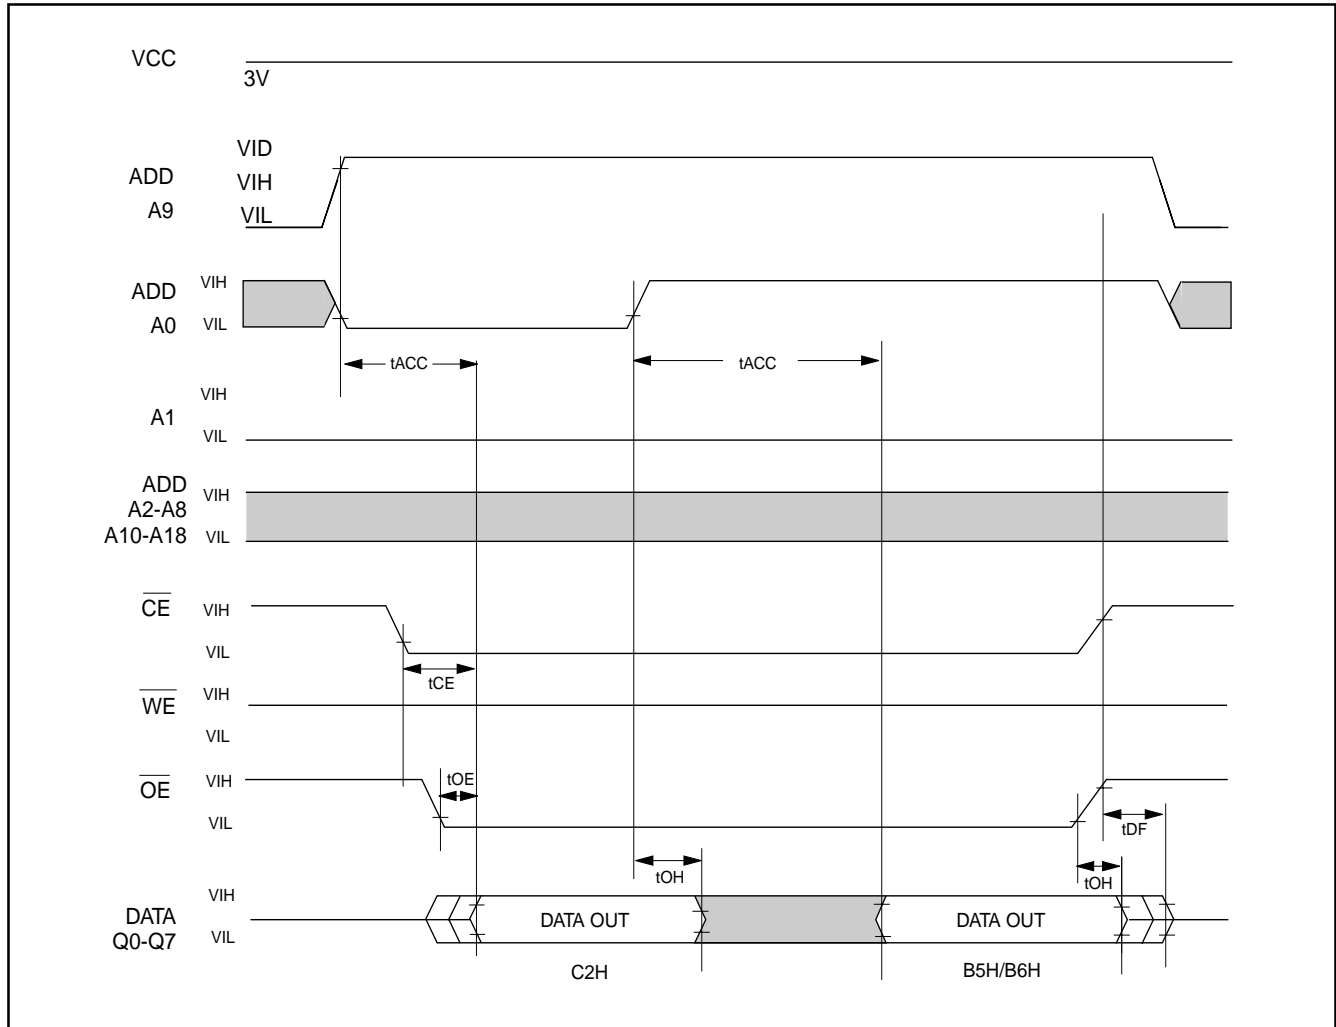 VCC
3V
VID
ADD VIH
A9 VIL
ADD VIH
A0 VIL
tACC tACC
VIH
A1
VIL
ADD VIH
A2-A8
A10-A18 VIL
CE VIH
VIL
tCE
WE VIH
VIL
OE VIH
tOE
VIL
tDF
tOH tOH
VIH
DATA DATA OUT DATA OUT
Q0-Q7 VIL
C2H B5H/B6H